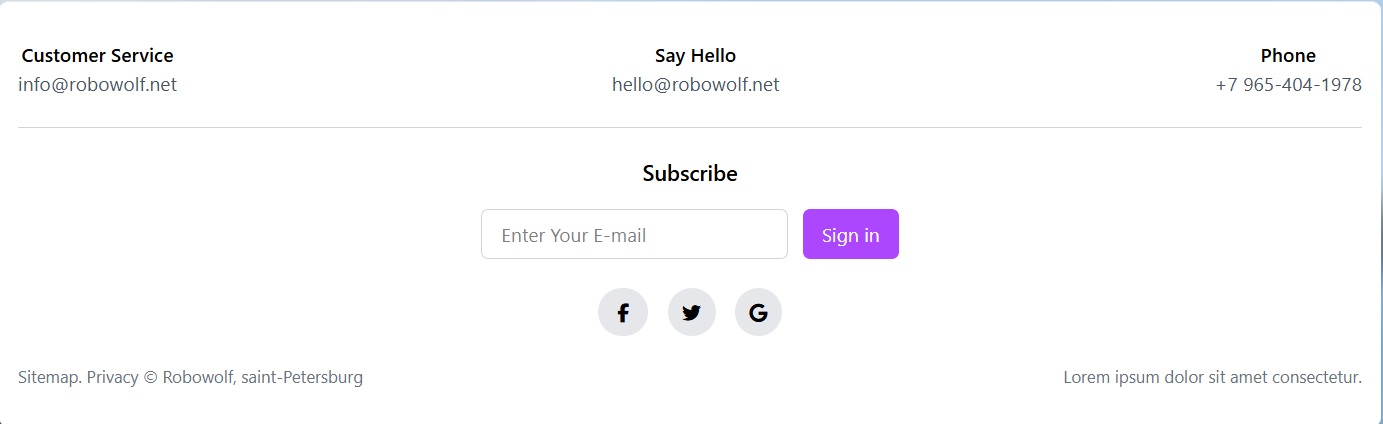 Customer Service Say Hello Phone
info@robowolf.net hello@robowolf.net +7 965-404-1978
Subscribe
Enter Your E-mail Sign in
Sitemap. Privacy © Robowolf, saint-Petersburg Lorem ipsum dolor sit amet consectetur.